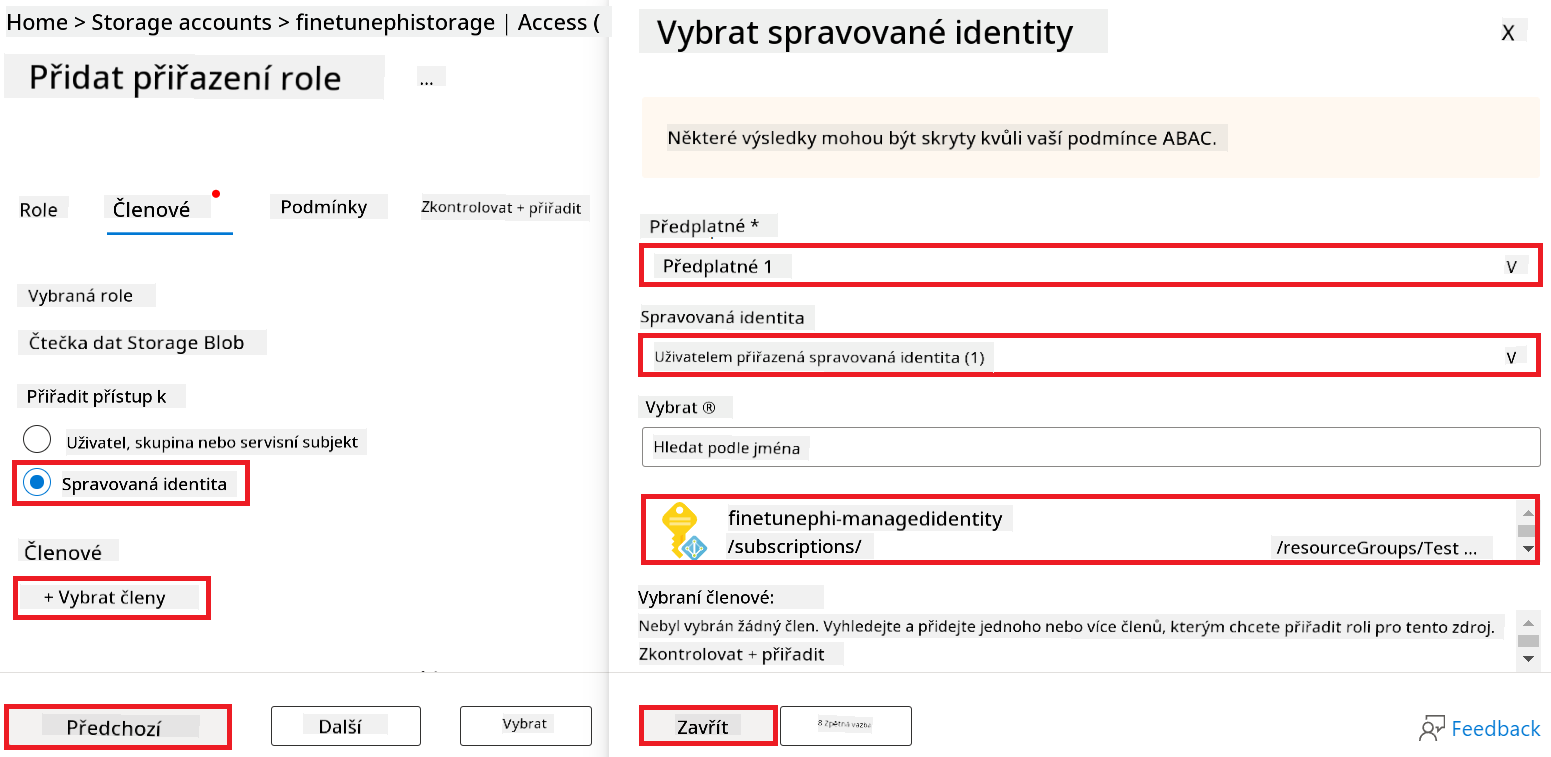 Home > Storage accounts > finetunephistorage | Access (
Přidat přiřazení role
...
Role
Členové
Podmínky
Zkontrolovat + přiřadit
Vybraná role
Čtečka dat Storage Blob
Přiřadit přístup k
Uživatel, skupina nebo servisní subjekt
Spravovaná identita
Členové
+ Vybrat členy
Předchozí
Další
Vybrat
Vybrat spravované identity
X
Některé výsledky mohou být skryty kvůli vaší podmínce ABAC.
Předplatné *
Předplatné 1
V
Spravovaná identita
Uživatelem přiřazená spravovaná identita (1)
V
Vybrat ®
Hledat podle jména
finetunephi-managedidentity
/subscriptions/ /resourceGroups/Test ...
Vybraní členové:
Nebyl vybrán žádný člen. Vyhledejte a přidejte jednoho nebo více členů, kterým chcete přiřadit roli pro tento zdroj.
Zkontrolovat + přiřadit
Zavřít
8 Zpětná vazba
Feedback